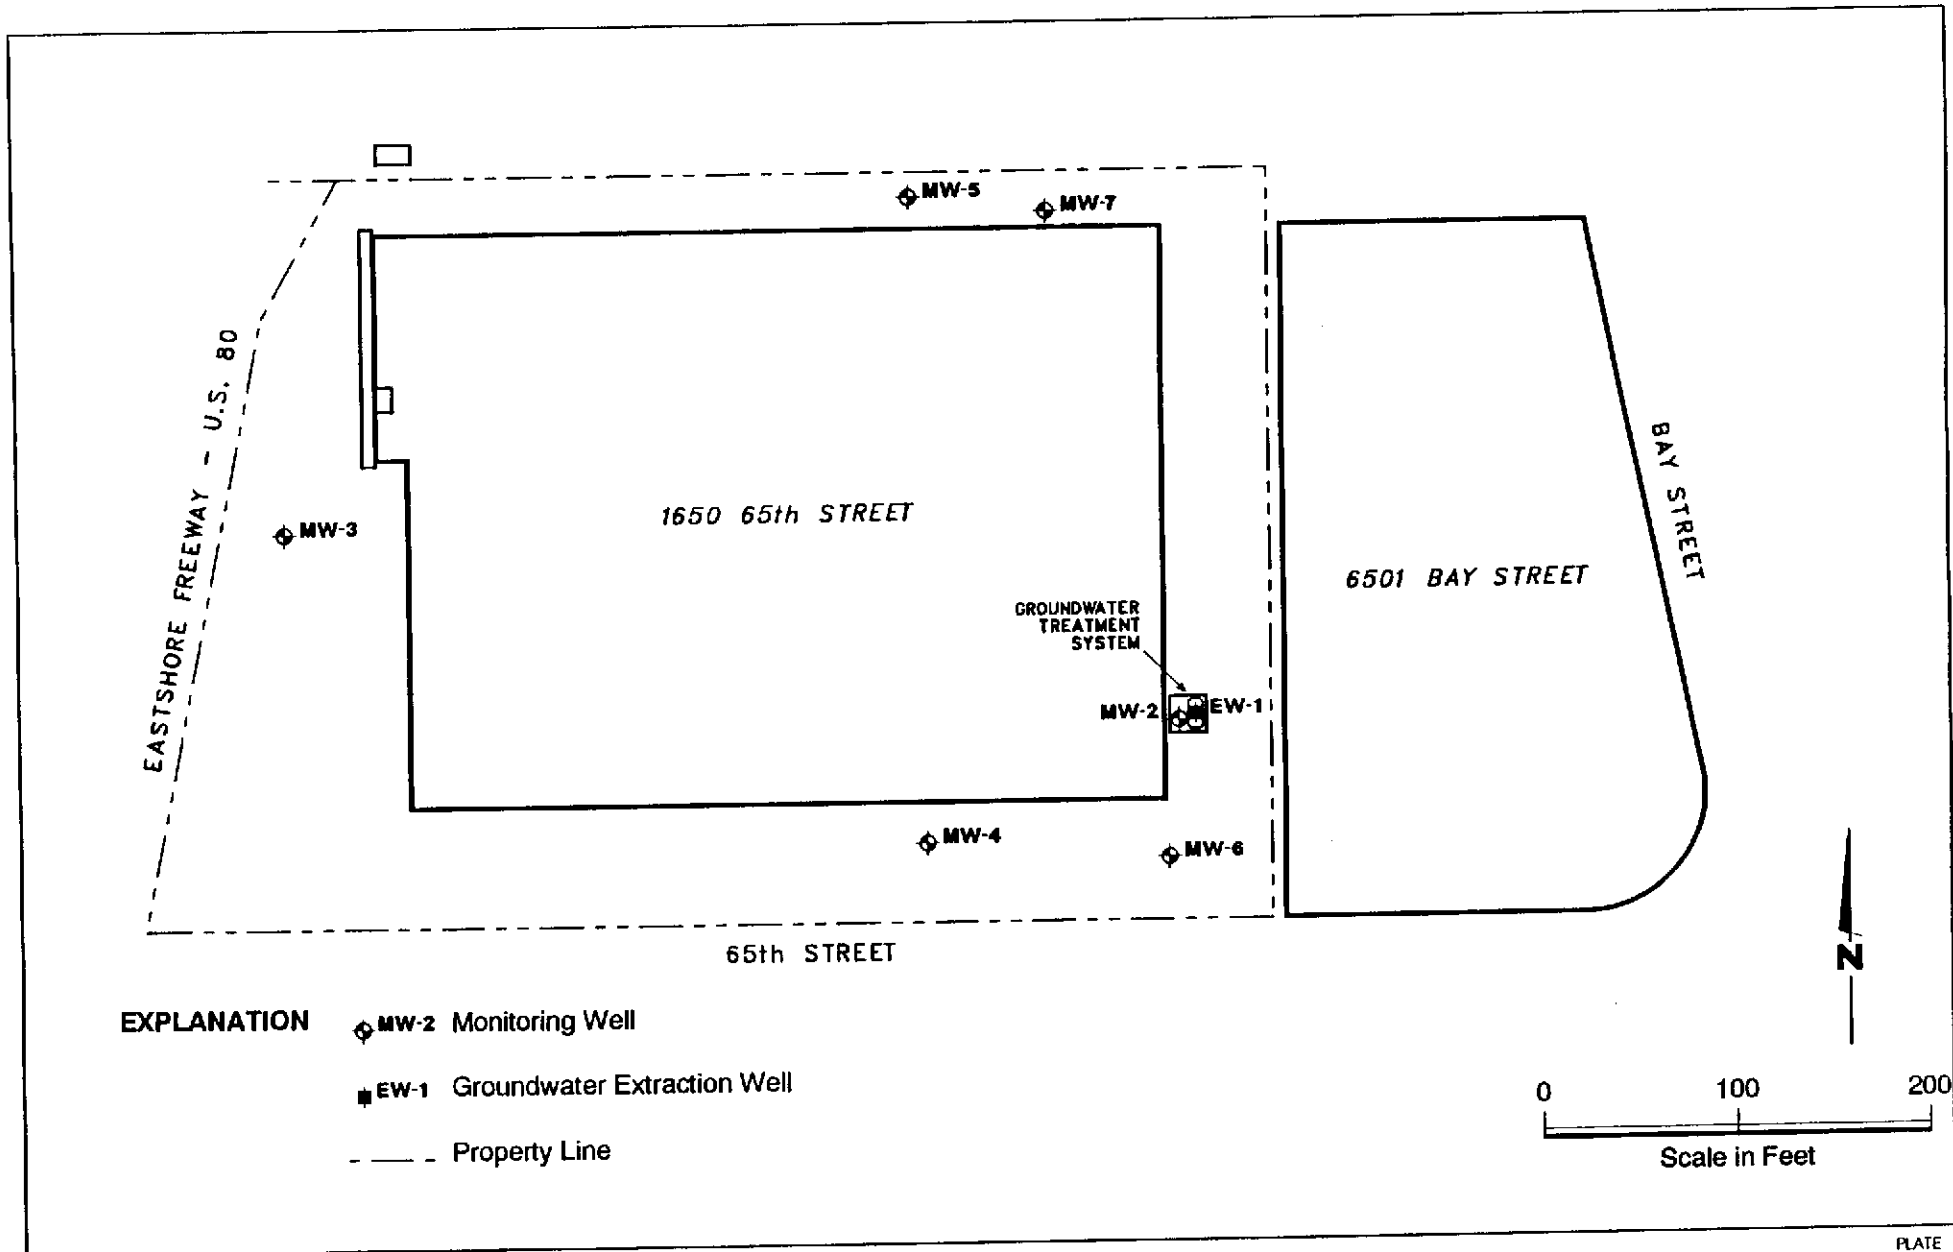 MW-5
MW-7
EASTSHORE FREEWAY - U.S. 80
MW-3
1650 65th STREET
BAY STREET
6501 BAY STREET
GROUNDWATER
TREATMENT
SYSTEM
MW-2
EW-1
MW-4
MW-6
65th STREET
N
EXPLANATION
MW-2 Monitoring Well
EW-1 Groundwater Extraction Well
Property Line
0 100 200
Scale in Feet
PLATE